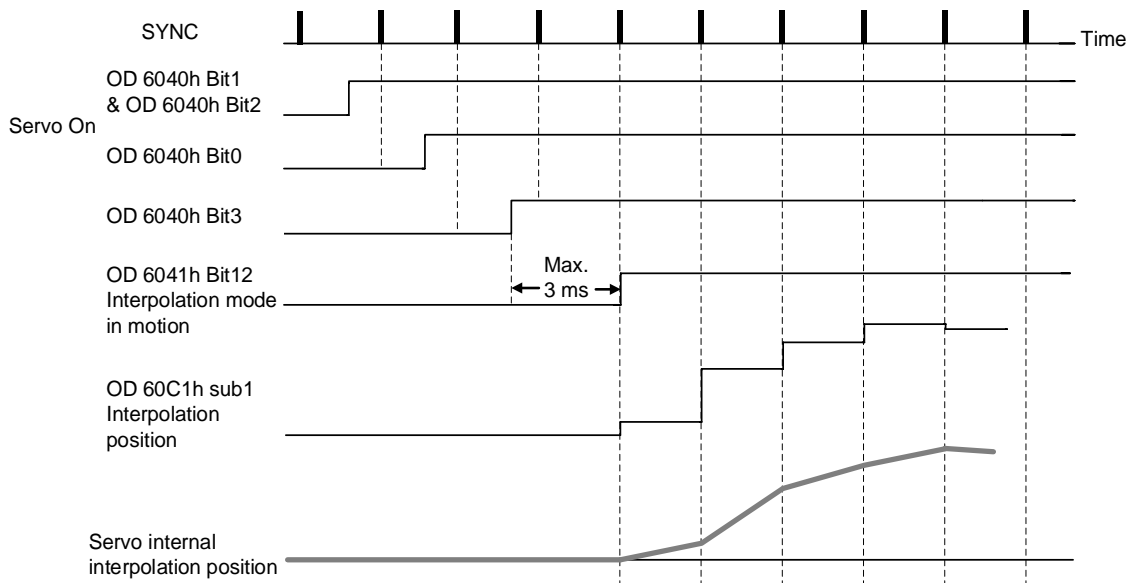 SYNC
Time
OD 6040h Bit1
& OD 6040h Bit2
Servo On
OD 6040h Bit0
OD 6040h Bit3
OD 6041h Bit12
Interpolation mode
in motion
Max.
3 ms
OD 60C1h sub1
Interpolation
position
Servo internal
interpolation position